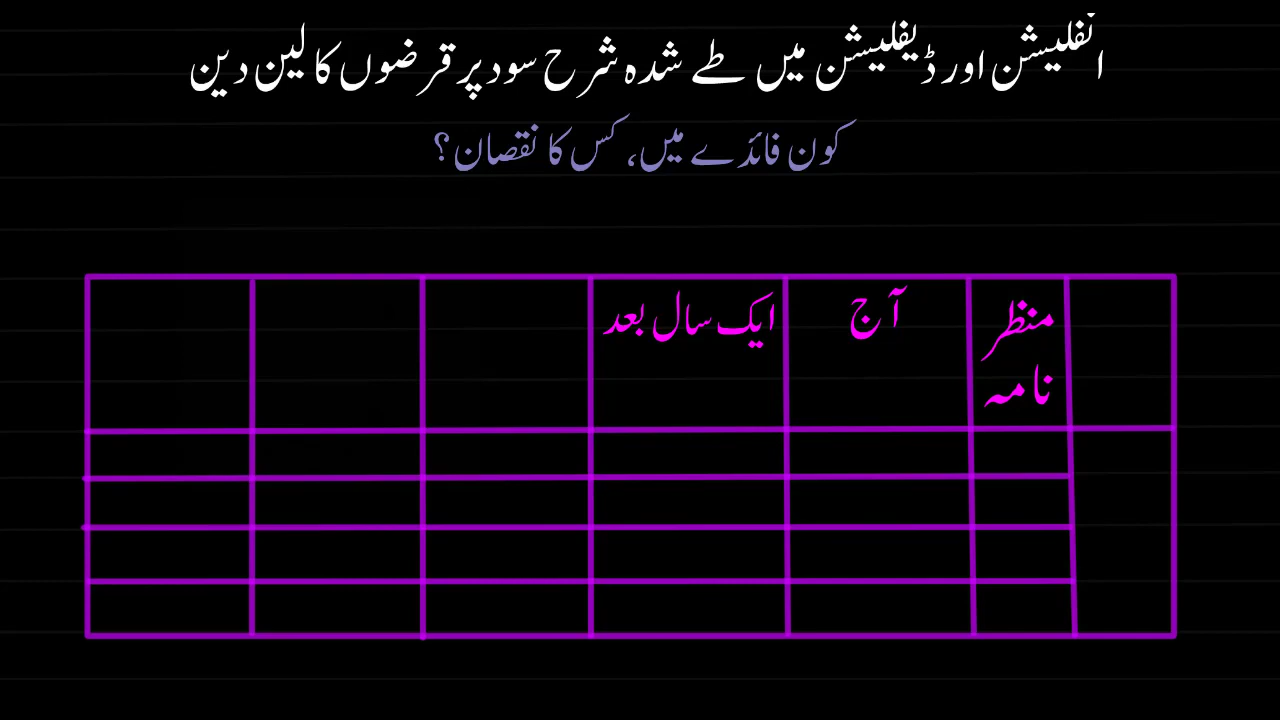 انفلیشن اور ڈیفلیشن میں طے شدہ شرح سود پر قرضوں کا لین دین
کون فائدے میں، کس کا نقصان؟
منظر نامہ
آج
ایک سال بعد